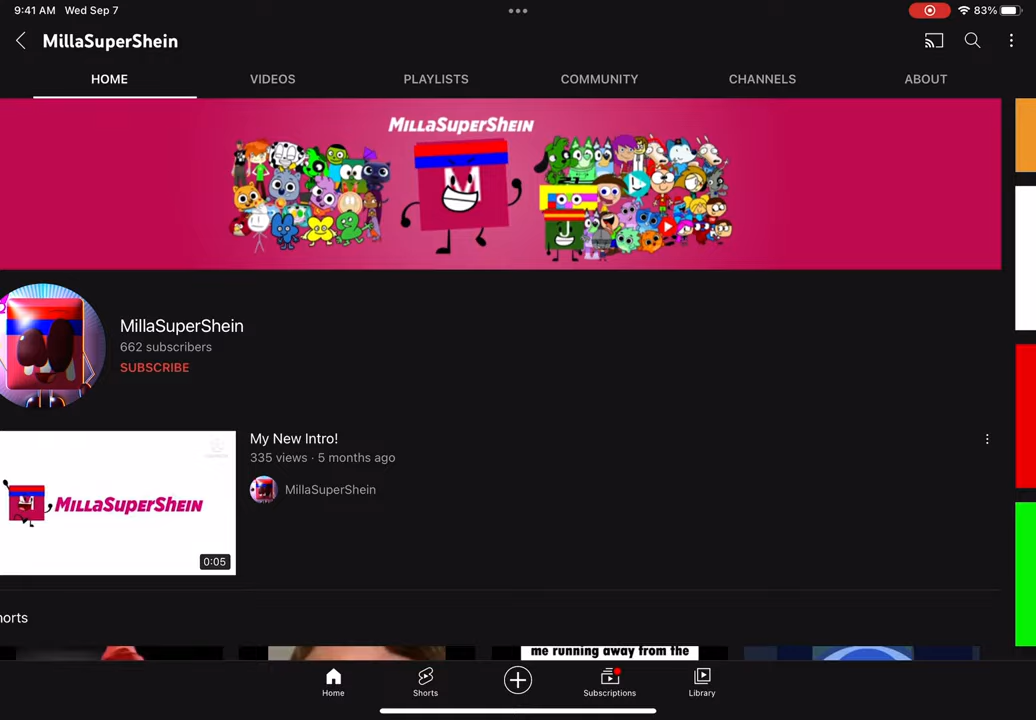 9:41 AM Wed Sep 7
83%
MillaSuperShein
HOME VIDEOS PLAYLISTS COMMUNITY CHANNELS ABOUT
MILLASUPERSHEIN
MillaSuperShein
662 subscribers
SUBSCRIBE
My New Intro!
335 views · 5 months ago
MillaSuperShein
MILLASUPERSHEIN
0:05
horts
me running away from the
Home Shorts Subscriptions Library